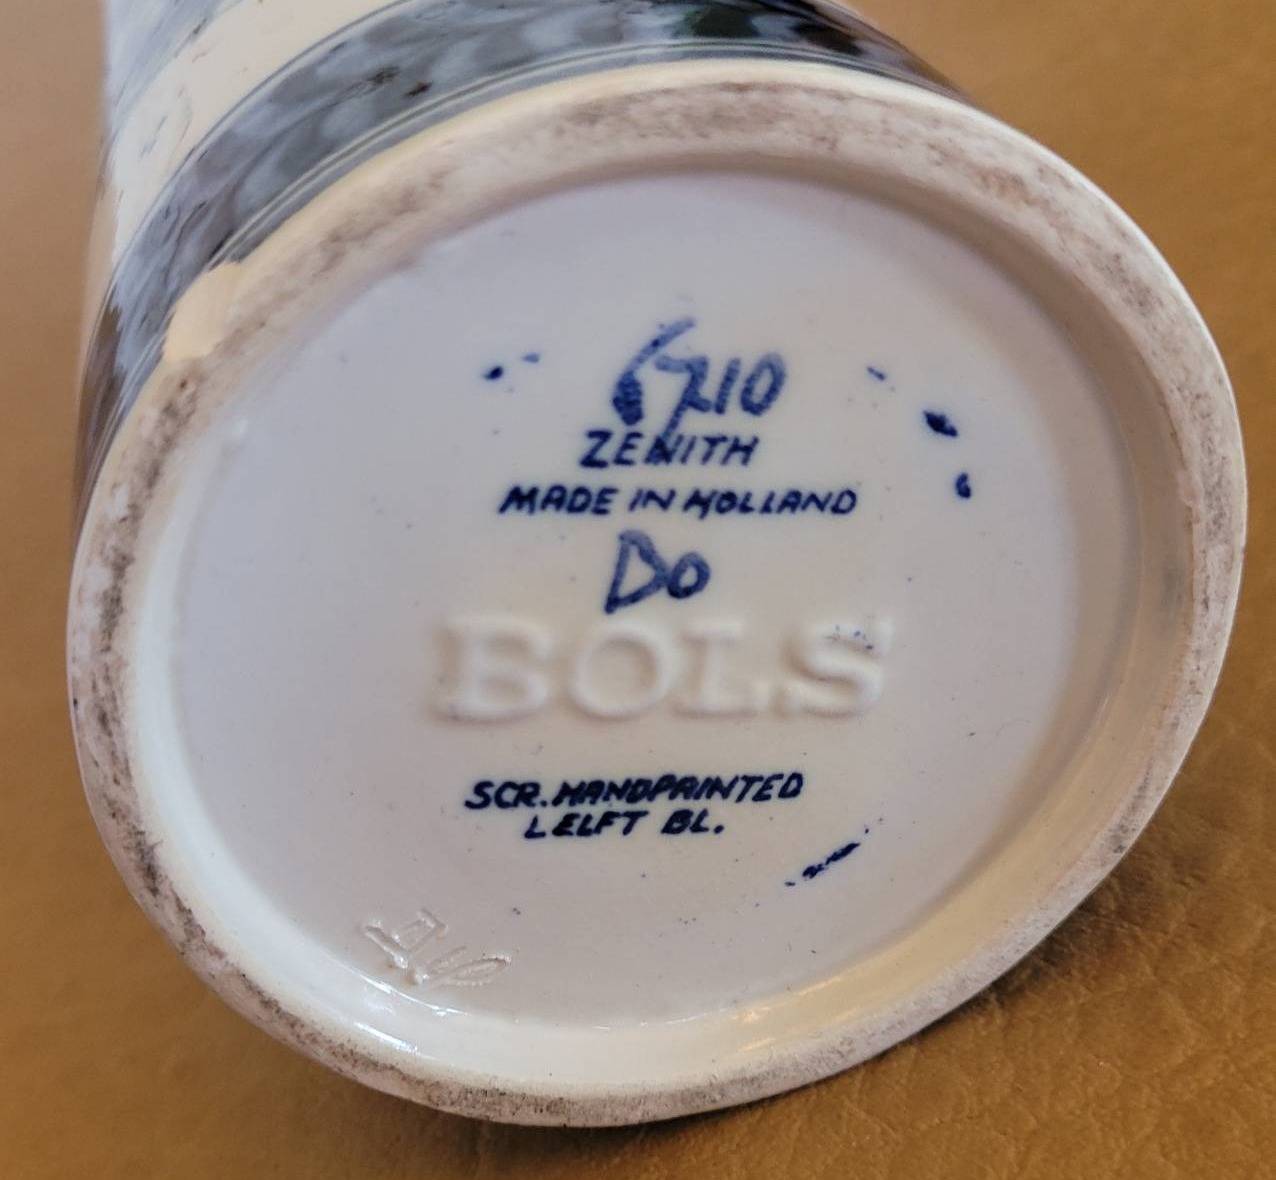 6710
ZENITH
MADE IN HOLLAND
Do
BOLS
SCR. HANDPAINTED
LELFT BL.